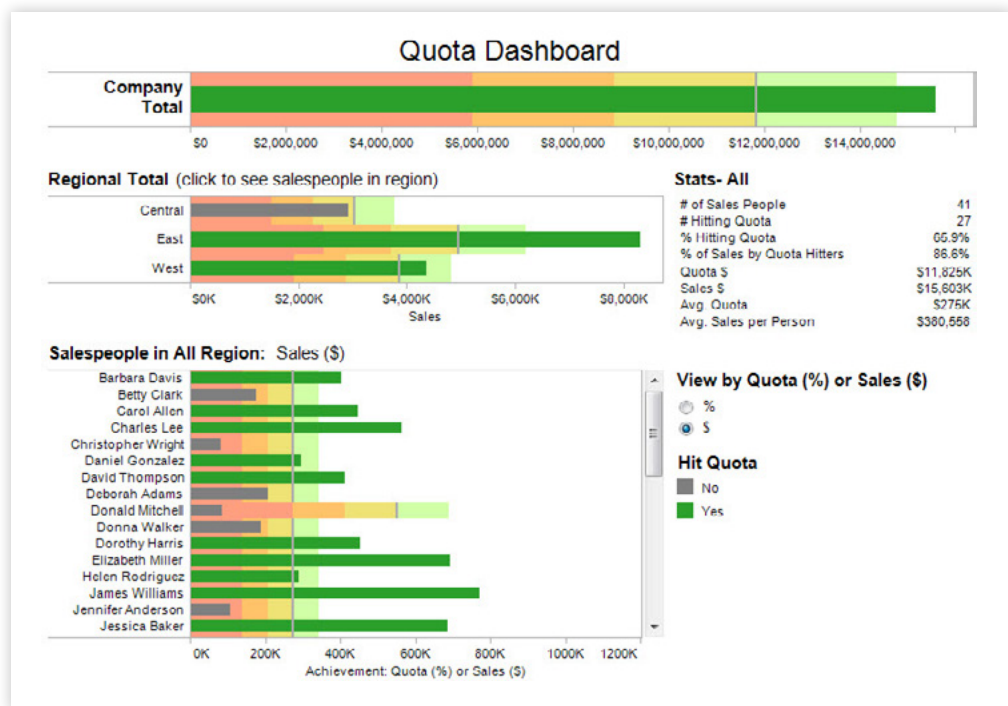 Quota Dashboard
Company
Total
$0 $2,000,000 $4,000,000 $6,000,000 $8,000,000 $10,000,000 $12,000,000 $14,000,000
Regional Total (click to see salespeople in region)
Central
East
West
$0K $2,000K $4,000K $6,000K $8,000K
Sales
Stats- All
# of Sales People 41
# Hitting Quota 27
% Hitting Quota 65.9%
% of Sales by Quota Hitters 86.6%
Quota $ $11,825K
Sales $ $15,603K
Avg. Quota $275K
Avg. Sales per Person $380,558
Salespeople in All Region: Sales ($)
Barbara Davis
Betty Clark
Carol Allen
Charles Lee
Christopher Wright
Daniel Gonzalez
David Thompson
Deborah Adams
Donald Mitchell
Donna Walker
Dorothy Harris
Elizabeth Miller
Helen Rodriguez
James Williams
Jennifer Anderson
Jessica Baker
0K 200K 400K 600K 800K 1000K 1200K
Achievement: Quota (%) or Sales ($)
View by Quota (%) or Sales ($)
%
$
Hit Quota
No
Yes